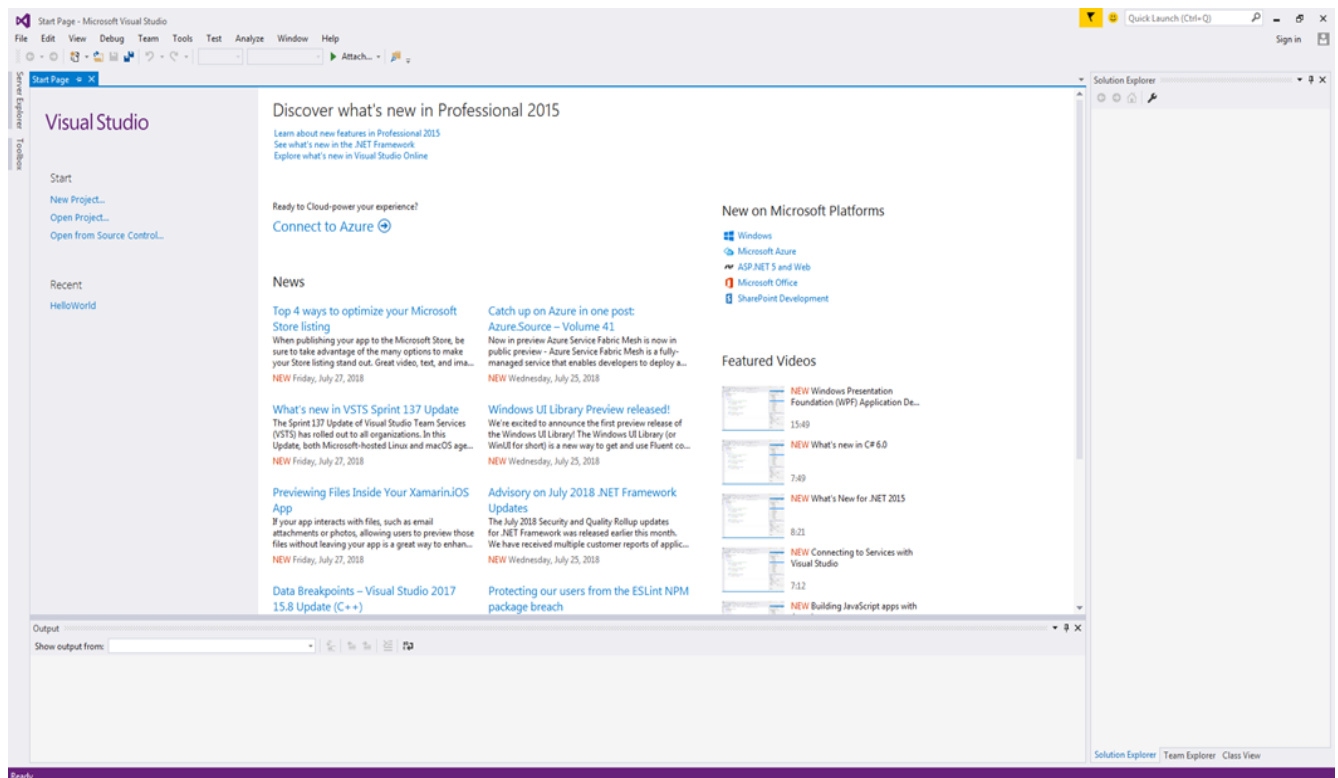 Start Page - Microsoft Visual Studio
Quick Launch (Ctrl+Q)
File Edit View Debug Team Tools Test Analyze Window Help
Sign in
Attach...
Server Explorer
Toolbox
Start Page
Visual Studio
Start
New Project...
Open Project...
Open from Source Control...
Recent
HelloWorld
Discover what's new in Professional 2015
Learn about new features in Professional 2015
See what's new in the .NET Framework
Explore what's new in Visual Studio Online
Ready to Cloud-power your experience?
Connect to Azure
News
Top 4 ways to optimize your Microsoft
Store listing
When publishing your app to the Microsoft Store, be
sure to take advantage of the many options to make
your Store listing stand out. Great video, text, and ima...
NEW Friday, July 27, 2018
What's new in VSTS Sprint 137 Update
The Sprint 137 Update of Visual Studio Team Services
(VSTS) has rolled out to all organizations. In this
Update, both Microsoft-hosted Linux and macOS age...
NEW Friday, July 27, 2018
Previewing Files Inside Your Xamarin.iOS
App
If your app interacts with files, such as email
attachments or photos, allowing users to preview those
files without leaving your app is a great way to enhan...
NEW Friday, July 27, 2018
Data Breakpoints – Visual Studio 2017
15.8 Update (C++)
Catch up on Azure in one post:
Azure.Source – Volume 41
Now in preview Azure Service Fabric Mesh is now in
public preview - Azure Service Fabric Mesh is a fully-
managed service that enables developers to deploy a...
NEW Wednesday, July 25, 2018
Windows UI Library Preview released!
We're excited to announce the first preview release of
the Windows UI Library! The Windows UI Library (or
WinUI for short) is a new way to get and use Fluent co...
NEW Wednesday, July 25, 2018
Advisory on July 2018 .NET Framework
Updates
The July 2018 Security and Quality Rollup updates
for .NET Framework was released earlier this month.
We have received multiple customer reports of applic...
NEW Wednesday, July 25, 2018
Protecting our users from the ESLint NPM
package breach
New on Microsoft Platforms
Windows
Microsoft Azure
ASP.NET 5 and Web
Microsoft Office
SharePoint Development
Featured Videos
NEW Windows Presentation
Foundation (WPF) Application De...
15:49
NEW What's new in C# 6.0
7:49
NEW What's New for .NET 2015
8:21
NEW Connecting to Services with
Visual Studio
7:12
NEW Building JavaScript apps with
Solution Explorer
Output
Show output from:
Solution Explorer Team Explorer Class View
Ready